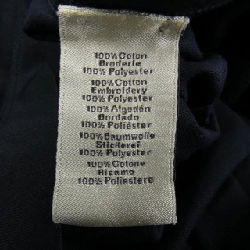 100% Coton
Broderie
100% Polyester
100% Cotton
Embroidery
100% Polyester
100% Algodón
Bordado
100% Poliéster
100% Baumwolle
Stickerei
100% Polyester
100% Cotone
Ricamo
100% Poliestere